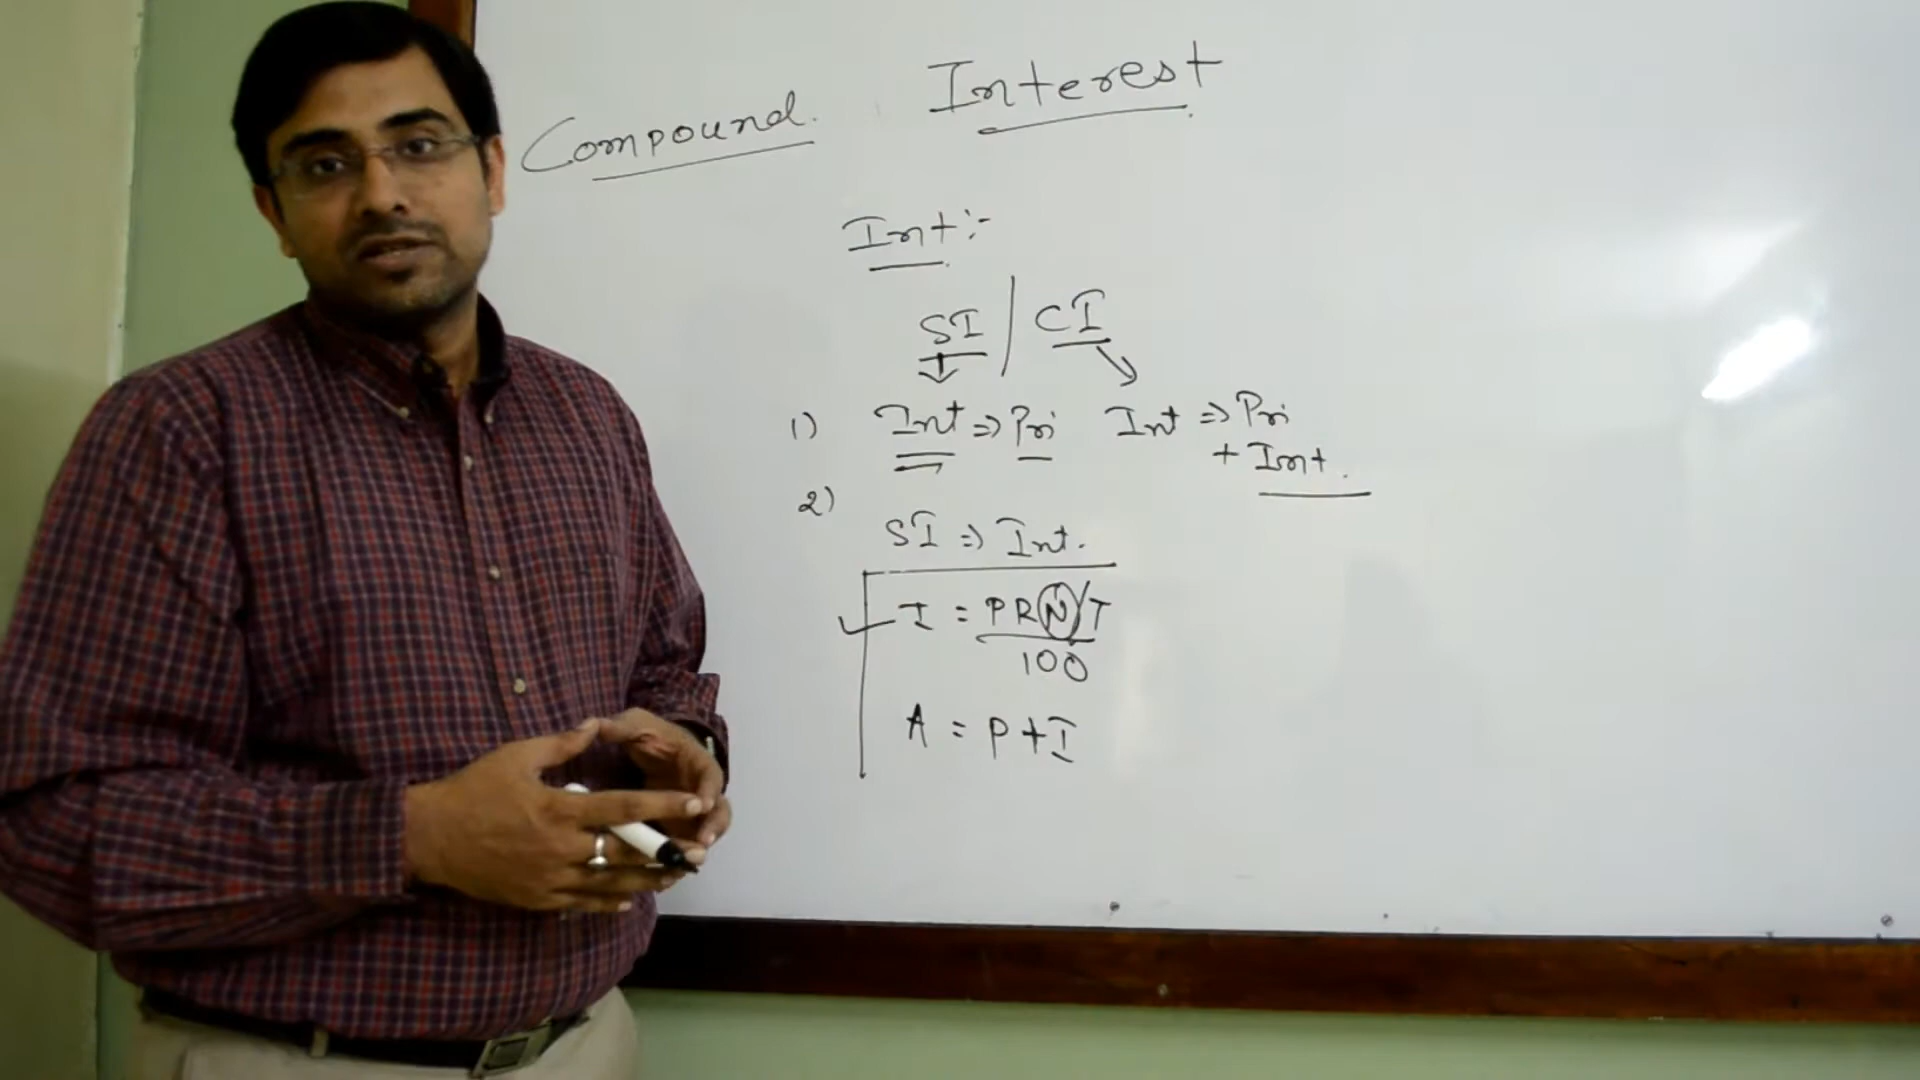 Compound. Interest
Int:-
SI / CI
1) Int => Pri Int => Pri
+ Int.
2)
SI => Int.
I = PRN/T
100
A = P+I